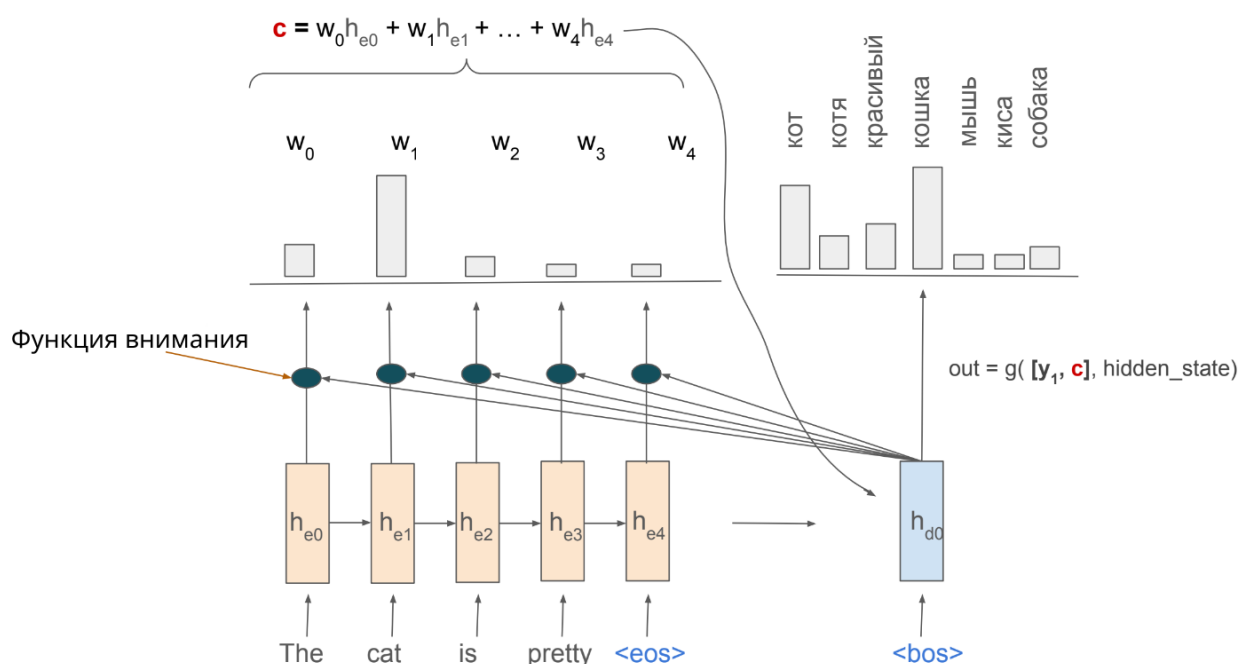 c = w₀hₑ₀ + w₁hₑ₁ + … + w₄hₑ₄
w₀ w₁ w₂ w₃ w₄
кот
котя
красивый
кошка
мышь
киса
собака
Функция внимания
out = g( [y₁, c], hidden_state)
hₑ₀ hₑ₁ hₑ₂ hₑ₃ hₑ₄ h_d0
The cat is pretty <eos> <bos>